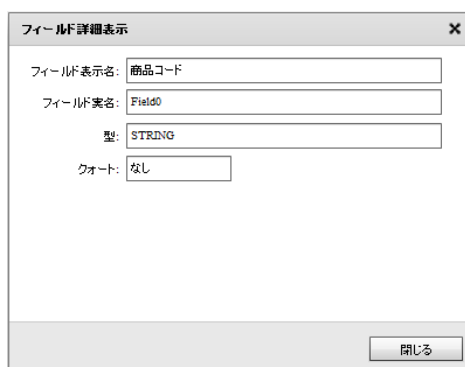 フィールド詳細表示
フィールド表示名: 商品コード
フィールド実名: Field0
型: STRING
クォート: なし
閉じる